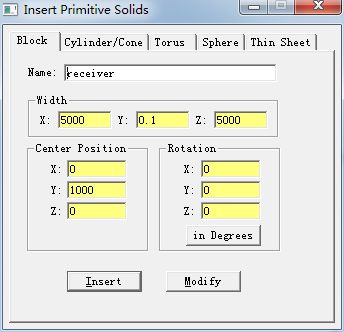 Insert Primitive Solids
Block Cylinder/Cone Torus Sphere Thin Sheet
Name: receiver
Width
X: 5000 Y: 0.1 Z: 5000
Center Position Rotation
X: 0 X: 0
Y: 1000 Y: 0
Z: 0 Z: 0
in Degrees
Insert Modify